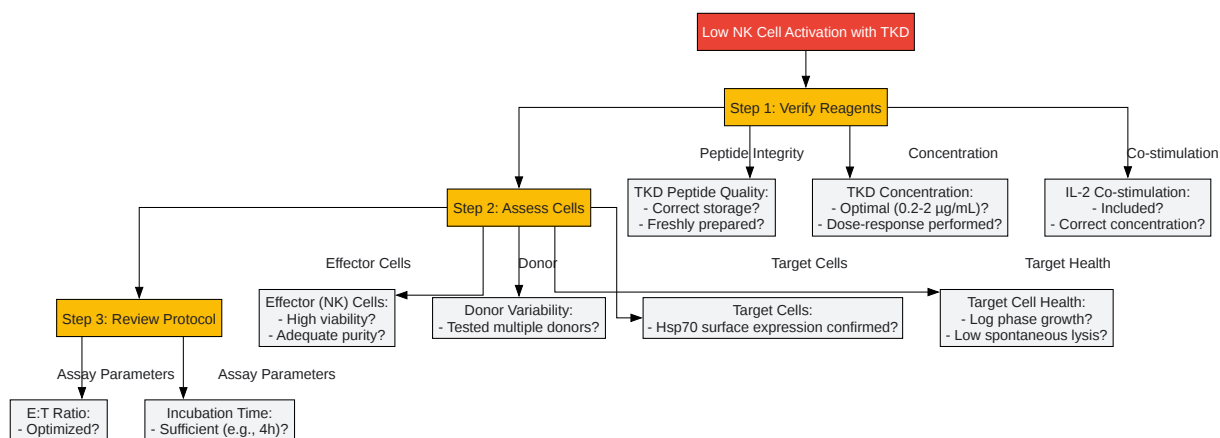 Low NK Cell Activation with TKD
Step 1: Verify Reagents
Peptide Integrity
Concentration
Co-stimulation
TKD Peptide Quality:
- Correct storage?
- Freshly prepared?
TKD Concentration:
- Optimal (0.2-2 µg/mL)?
- Dose-response performed?
IL-2 Co-stimulation:
- Included?
- Correct concentration?
Step 2: Assess Cells
Effector Cells
Donor
Target Cells
Target Health
Effector (NK) Cells:
- High viability?
- Adequate purity?
Donor Variability:
- Tested multiple donors?
Target Cells:
- Hsp70 surface expression confirmed?
Target Cell Health:
- Log phase growth?
- Low spontaneous lysis?
Step 3: Review Protocol
Assay Parameters
Assay Parameters
E:T Ratio:
- Optimized?
Incubation Time:
- Sufficient (e.g., 4h)?